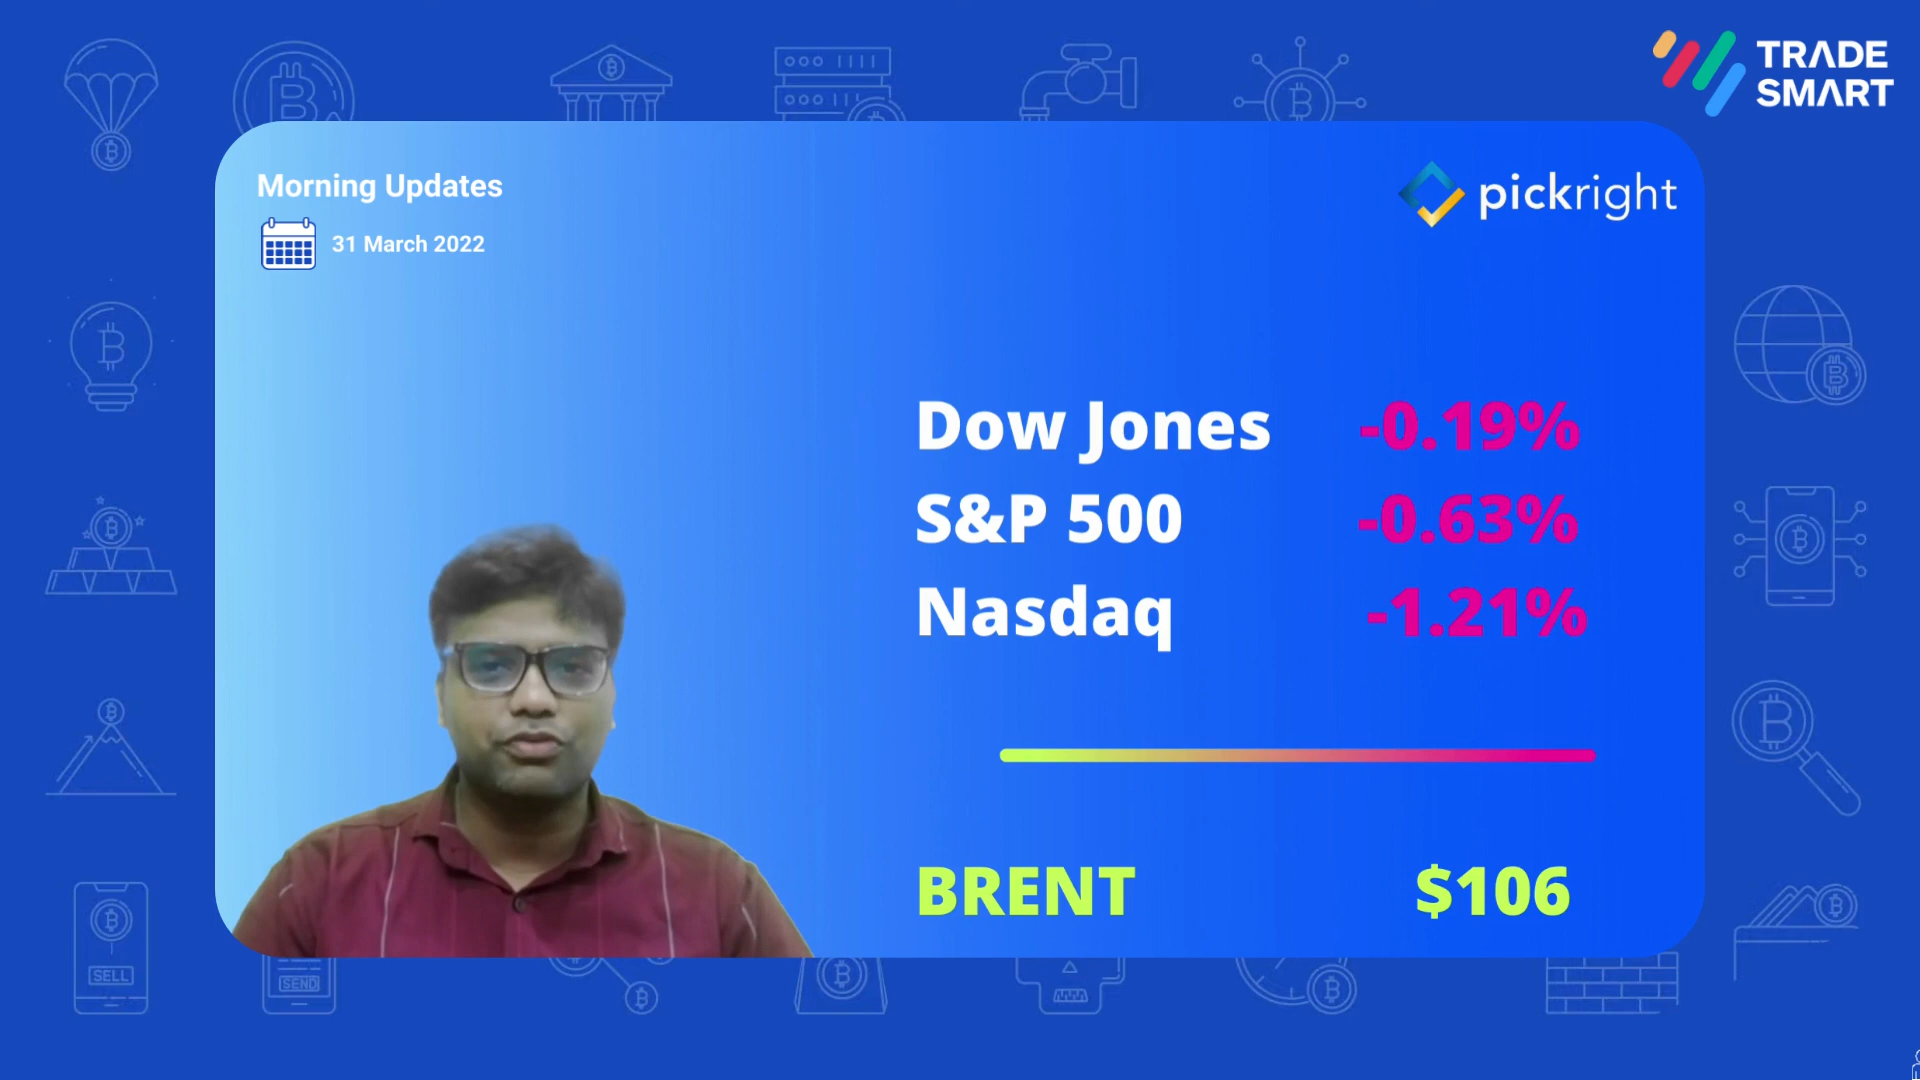 TRADE
SMART
Morning Updates
31 March 2022
pickright
Dow Jones -0.19%
S&P 500 -0.63%
Nasdaq -1.21%
BRENT $106
SELL
SEND